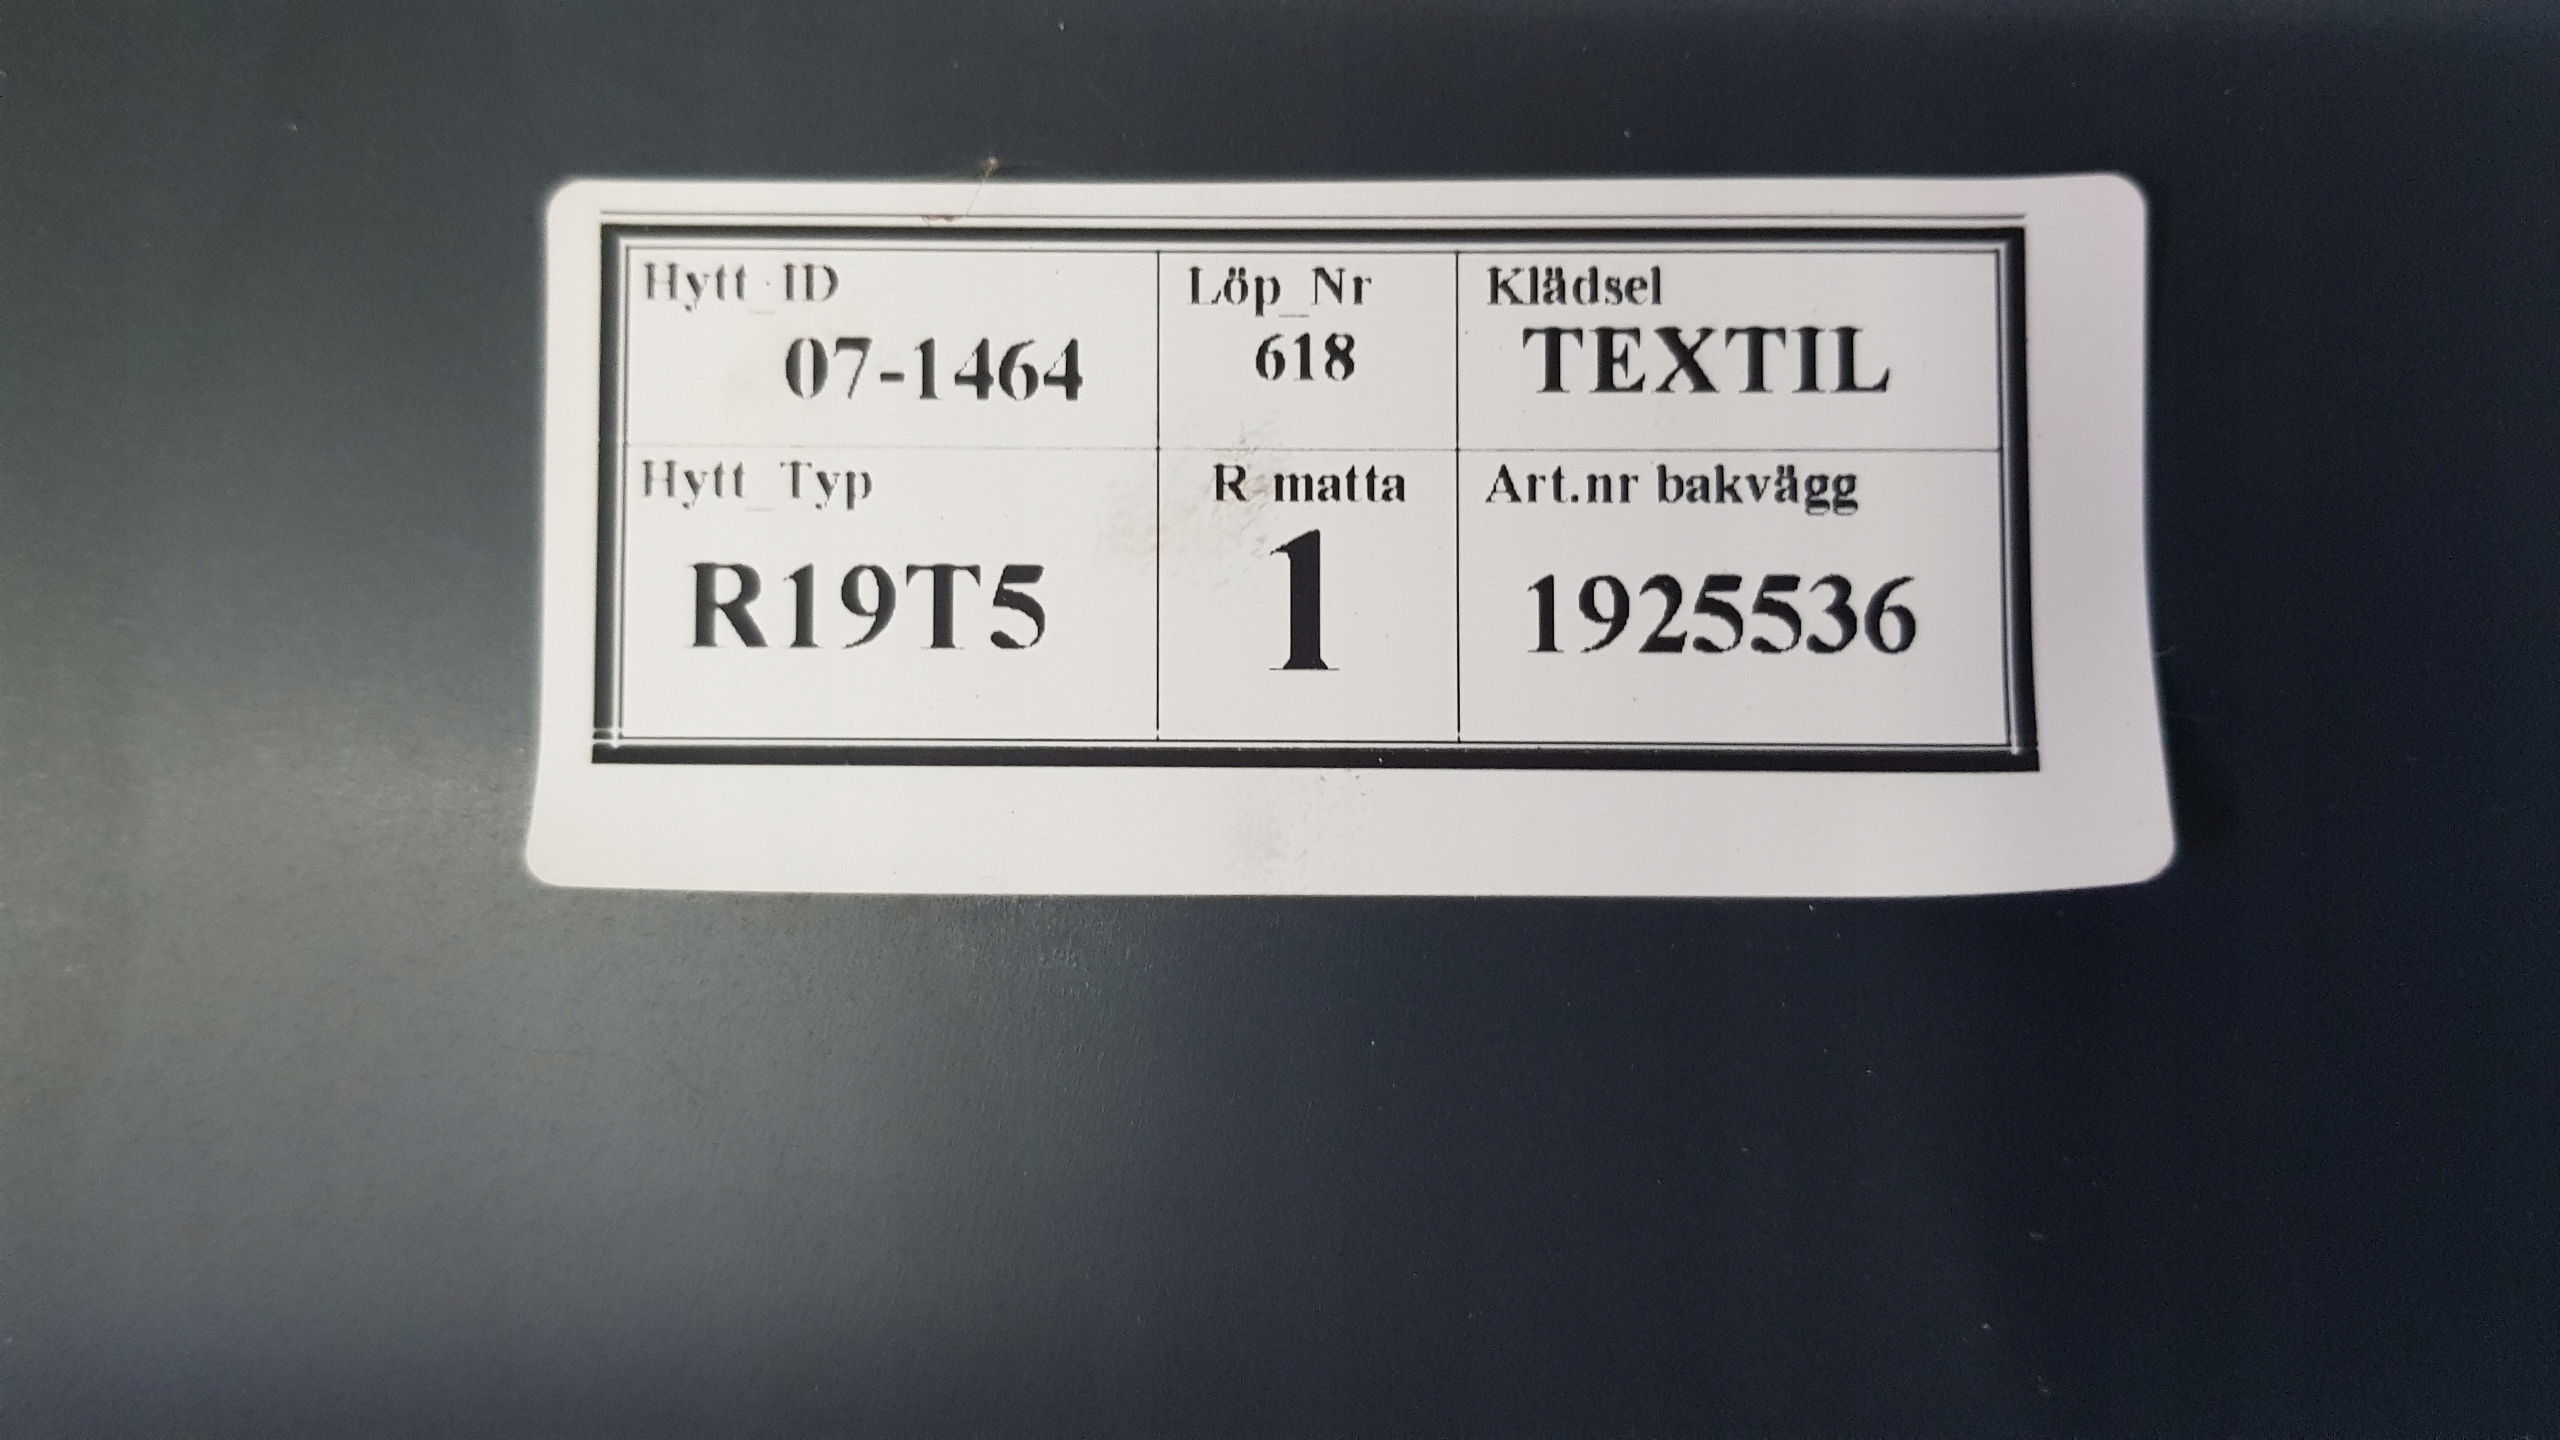 Hytt_ID
07-1464
Löp_Nr
618
Klädsel
TEXTIL
Hytt_Typ
R19T5
R-matta
1
Art.nr bakvägg
1925536